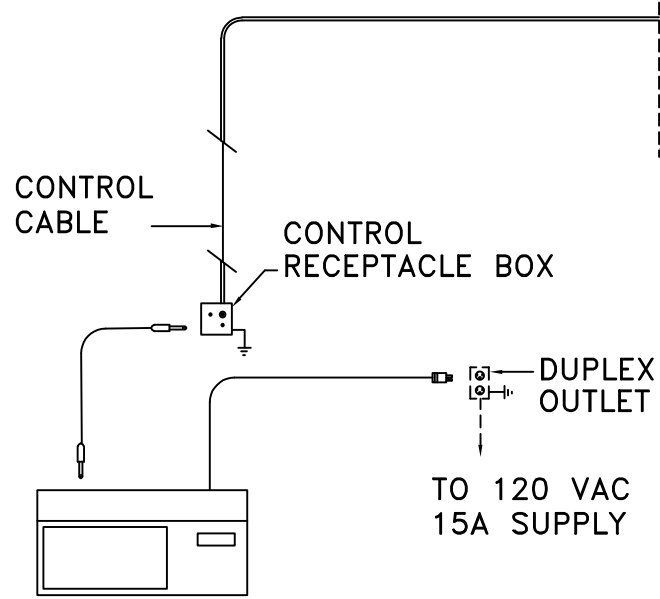 CONTROL
CABLE
CONTROL
RECEPTACLE BOX
DUPLEX
OUTLET
TO 120 VAC
15A SUPPLY